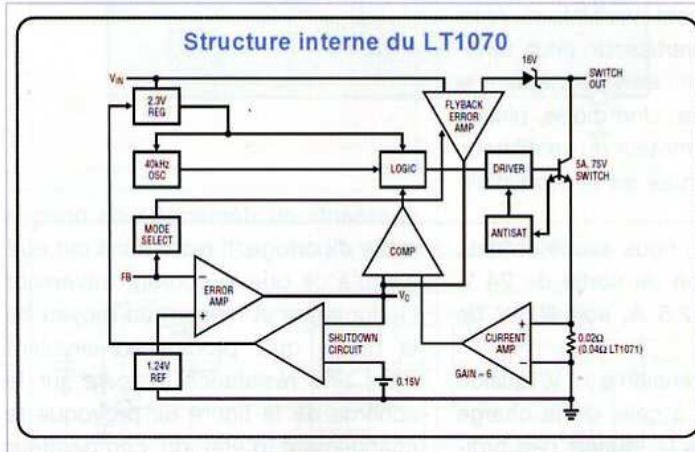 Structure interne du LT1070
16V
VIN
SWITCH
OUT
2.3V
REG
FLYBACK
ERROR
AMP
40kHz
OSC
LOGIC
DRIVER
5A, 75V
SWITCH
MODE
SELECT
ANTISAT
COMP
FB
−
ERROR
AMP
+
VC
SHUTDOWN
CIRCUIT
+
CURRENT
AMP
−
0.02Ω
(0.04Ω LT1071)
1.24V
REF
0.15V
GAIN = 6